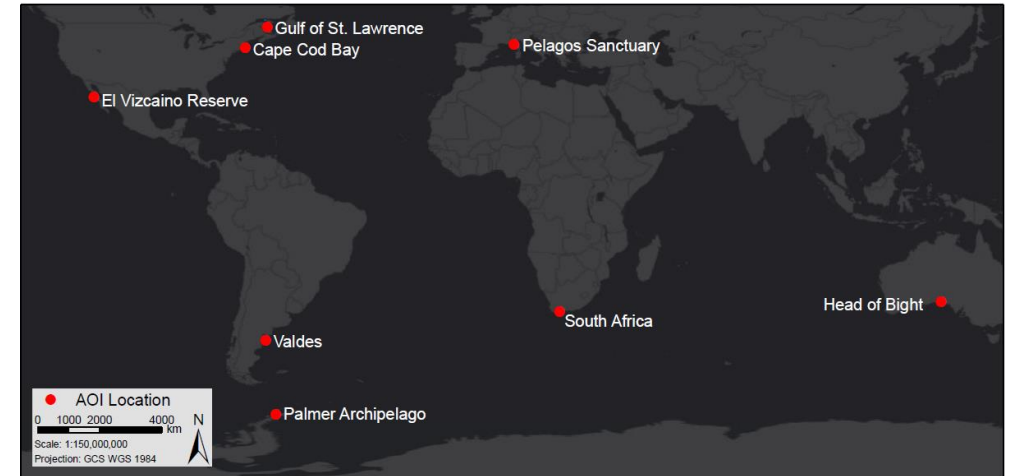 Gulf of St. Lawrence
Cape Cod Bay
Pelagos Sanctuary
El Vizcaino Reserve
Head of Bight
South Africa
Valdes
Palmer Archipelago
AOI Location
0 1000 2000 4000
km
N
Scale: 1:150,000,000
Projection: GCS WGS 1984